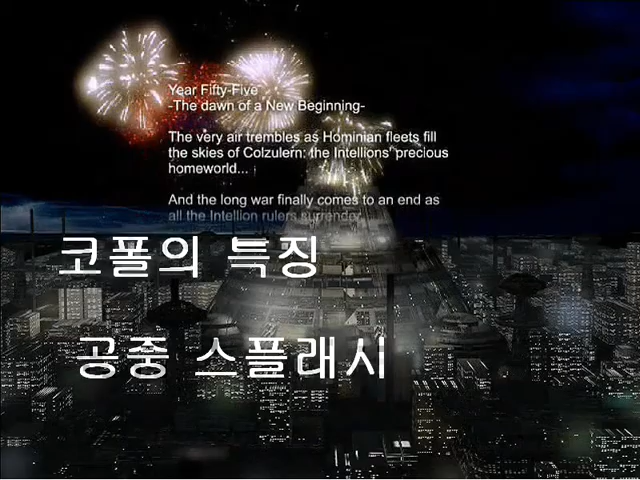 Year Fifty-Five
-The dawn of a New Beginning-
The very air trembles as Hominian fleets fill
the skies of Colzulern: the Intellions' precious
homeworld...
And the long war finally comes to an end as
all the Intellion rulers surrender
코폴의 특징
공중 스플래시